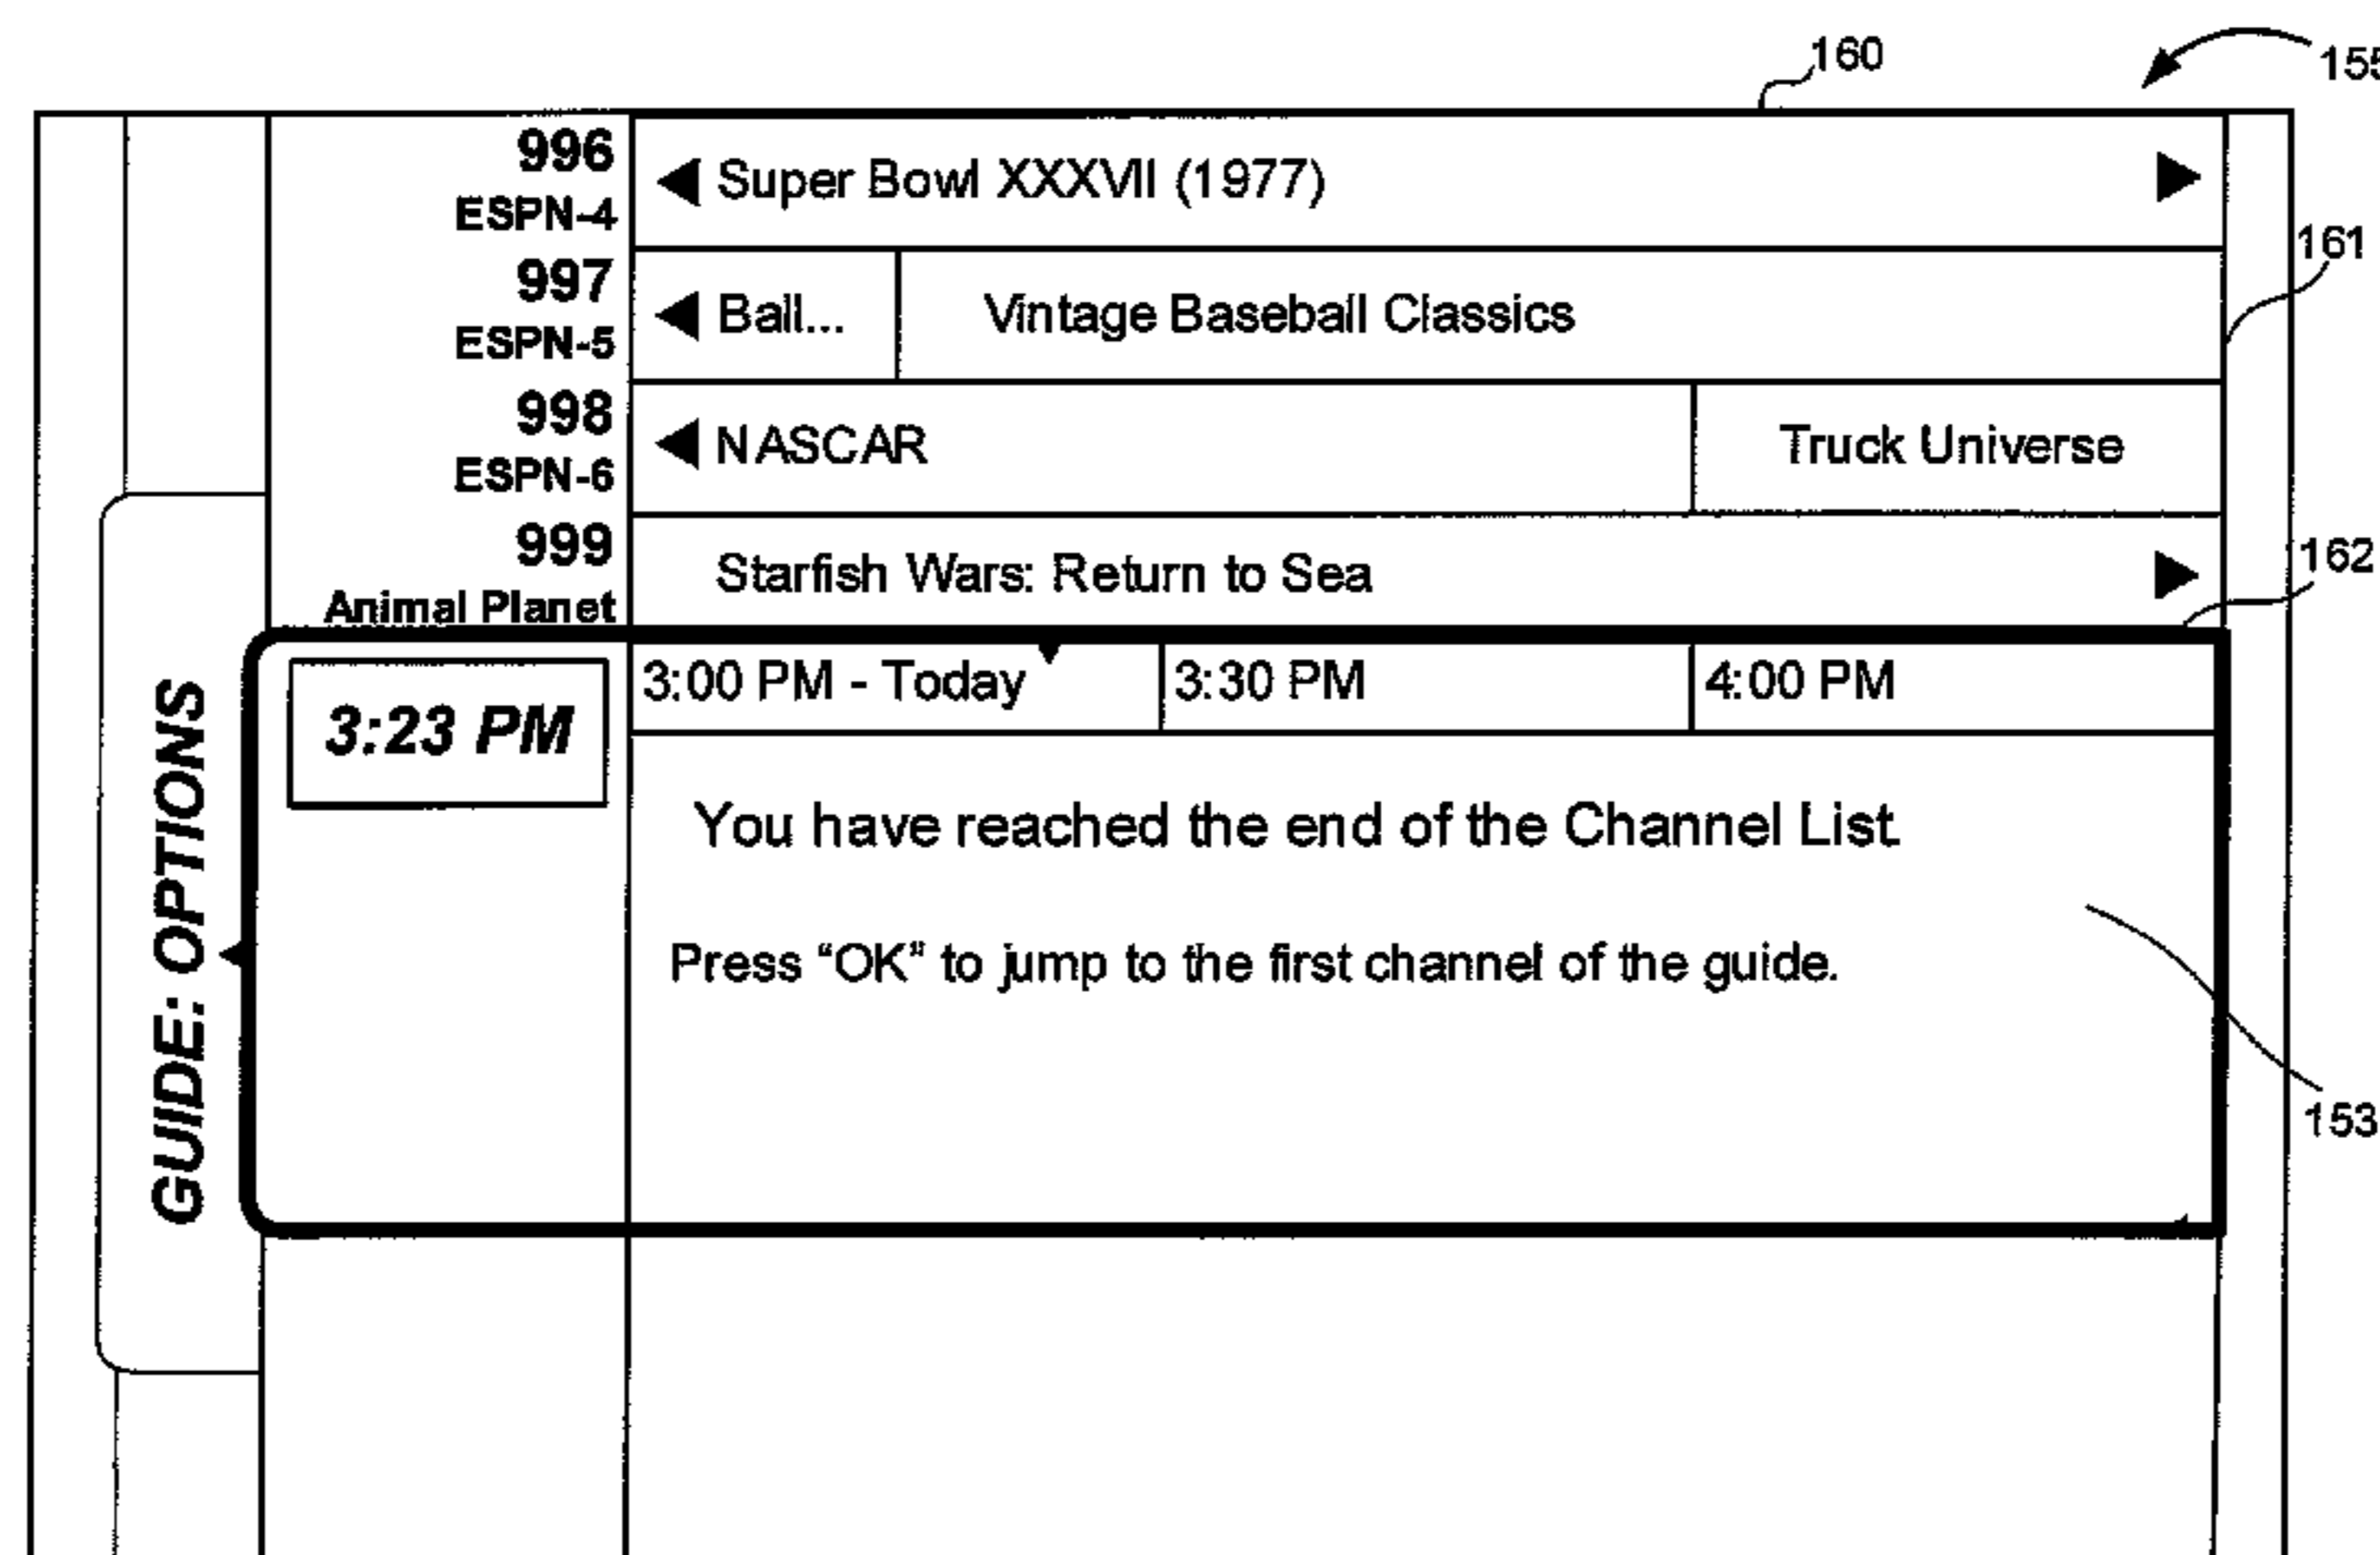 160
155
996
ESPN-4
Super Bowl XXXVII (1977)
161
997
ESPN-5
Ball...
Vintage Baseball Classics
998
ESPN-6
NASCAR
Truck Universe
999
Animal Planet
Starfish Wars: Return to Sea
162
GUIDE: OPTIONS
3:23 PM
3:00 PM - Today
3:30 PM
4:00 PM
You have reached the end of the Channel List.
Press “OK” to jump to the first channel of the guide.
153